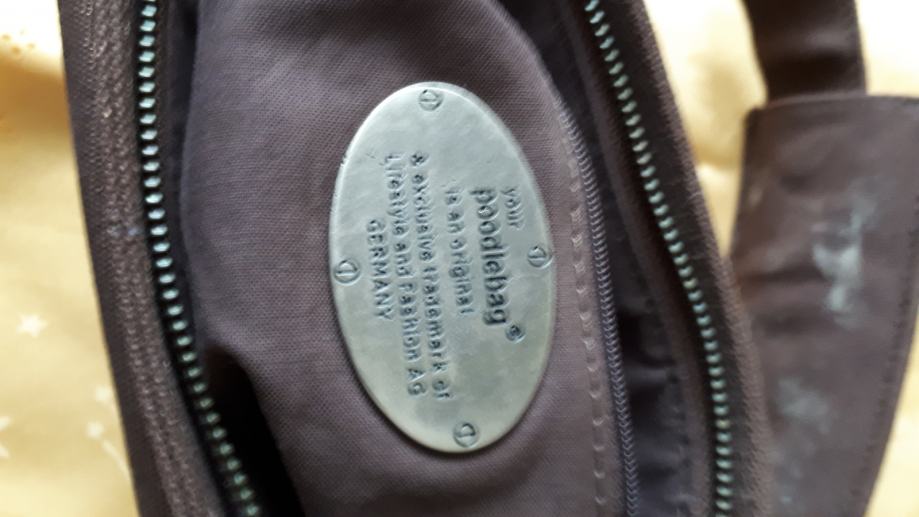 your
poodlebag®
is an original
& exclusive trademark of
Lifestyle and Fashion AG
GERMANY